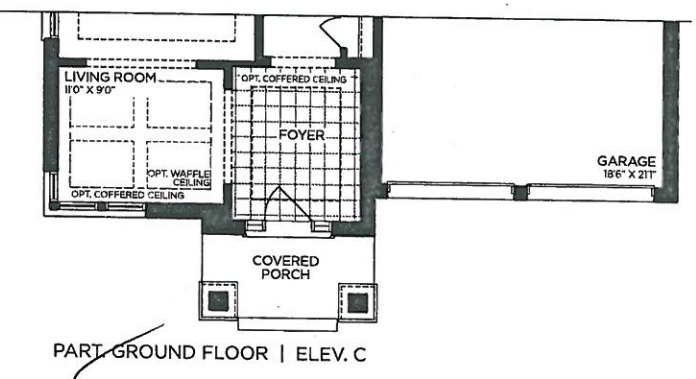 LIVING ROOM
11'0" X 9'0"
OPT. COFFERED CEILING
FOYER
OPT. WAFFLE
CEILING
OPT. COFFERED CEILING
GARAGE
18'6" X 21'1"
COVERED
PORCH
PART. GROUND FLOOR | ELEV. C